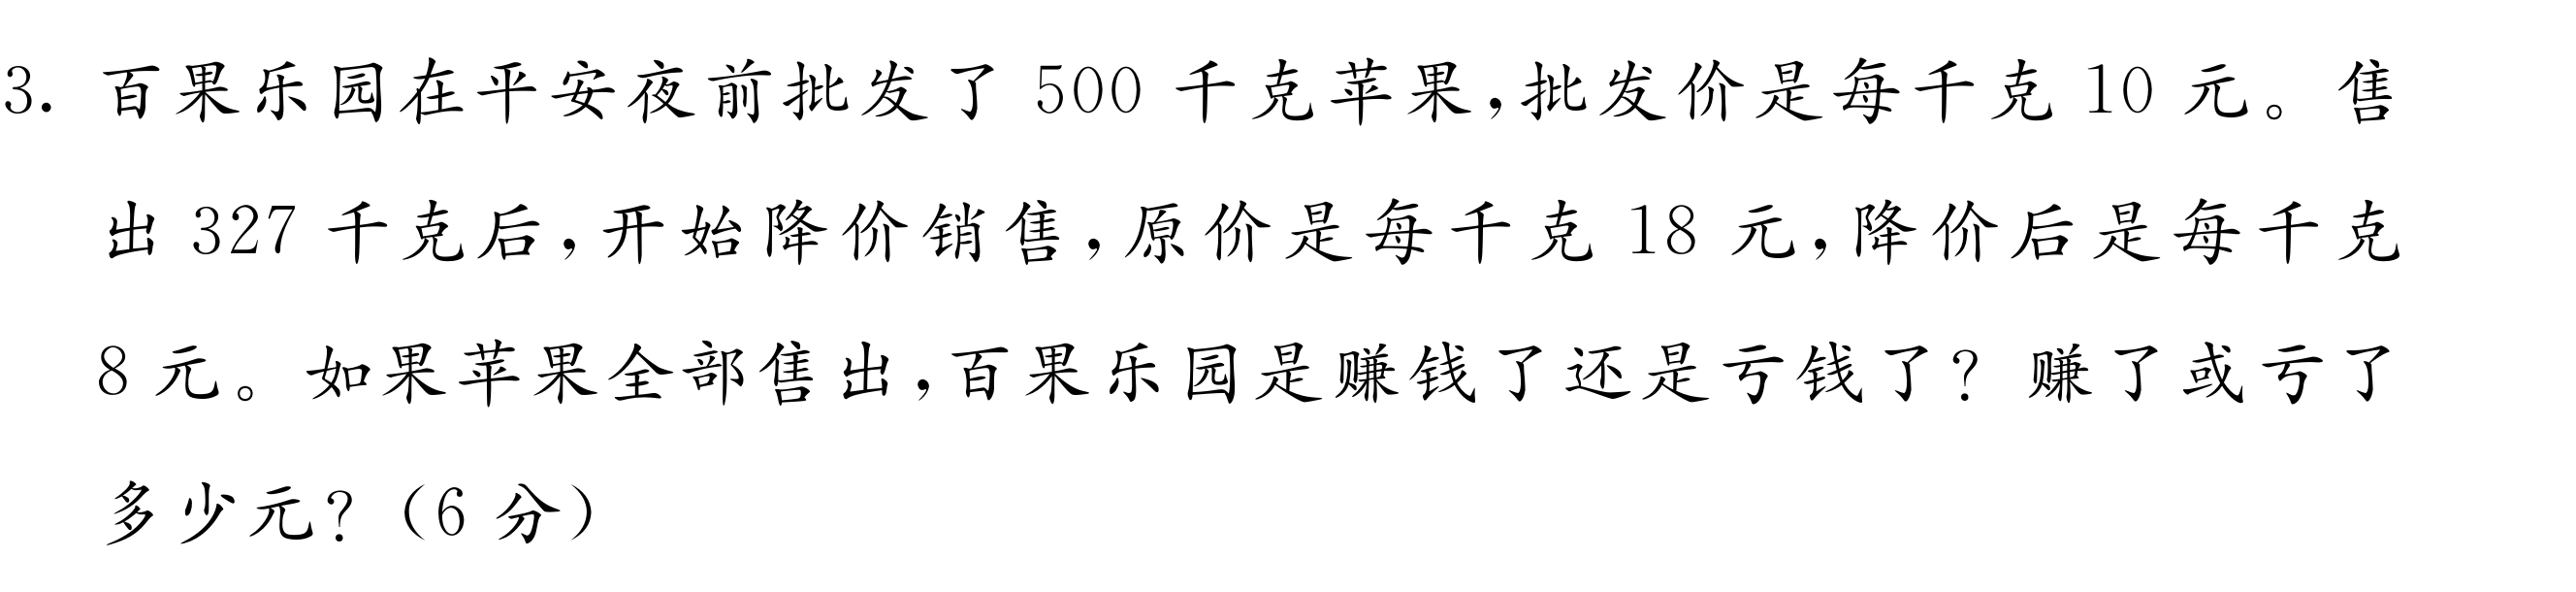 3. 百果乐园在平安夜前批发了 500 千克苹果,批发价是每千克 10 元。售
出 327 千克后,开始降价销售,原价是每千克 18 元,降价后是每千克
8 元。如果苹果全部售出,百果乐园是赚钱了还是亏钱了? 赚了或亏了
多少元? (6 分)